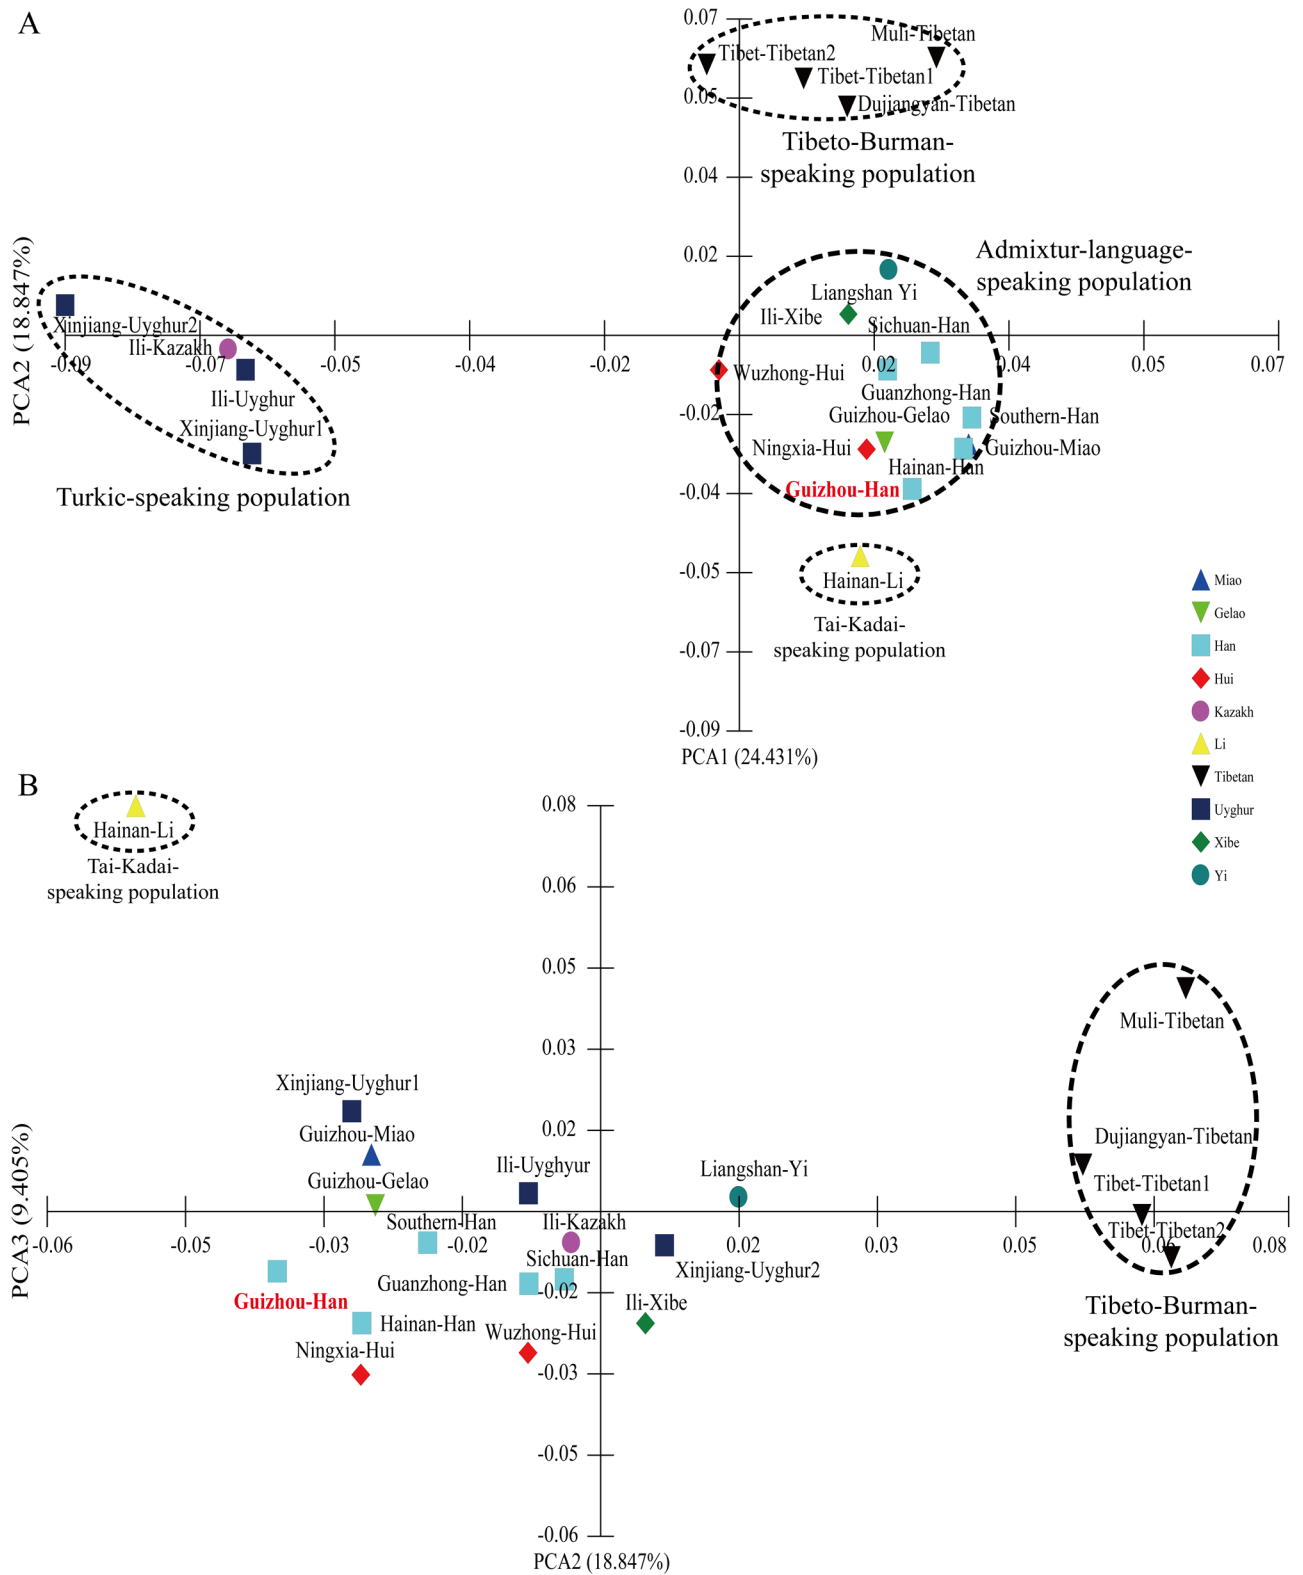 A
0.07
Muli-Tibetan
Tibet-Tibetan2
Tibet-Tibetan1
0.05
Dujiangyan-Tibetan
Tibeto-Burman-
speaking population
0.04
Admixtur-language-
speaking population
0.02
Liangshan Yi
Ili-Xibe
Sichuan-Han
PCA2 (18.847%)
Xinjiang-Uyghur2
Ili-Kazakh
-0.09
-0.07
-0.05
-0.04
-0.02
0.02
0.04
0.05
0.07
Wuzhong-Hui
Ili-Uyghur
Guanzhong-Han
-0.02
Guizhou-Gelao
Southern-Han
Xinjiang-Uyghur1
Ningxia-Hui
Guizhou-Miao
Hainan-Han
Guizhou-Han
-0.04
Turkic-speaking population
-0.05
Hainan-Li
Tai-Kadai-
speaking population
-0.07
-0.09
PCA1 (24.431%)
Miao
Gelao
Han
Hui
Kazakh
Li
Tibetan
Uyghur
Xibe
Yi
B
0.08
Hainan-Li
Tai-Kadai-
speaking population
0.06
0.05
Muli-Tibetan
0.03
Xinjiang-Uyghur1
0.02
Guizhou-Miao
Dujiangyan-Tibetan
Ili-Uyghyur
Liangshan-Yi
Guizhou-Gelao
Tibet-Tibetan1
PCA3 (9.405%)
Southern-Han
Ili-Kazakh
Tibet-Tibetan2
-0.06
-0.05
-0.03
-0.02
0.02
0.03
0.05
0.06
0.08
Sichuan-Han
Xinjiang-Uyghur2
Guanzhong-Han
-0.02
Guizhou-Han
Ili-Xibe
Tibeto-Burman-
speaking population
Hainan-Han
Wuzhong-Hui
Ningxia-Hui
-0.03
-0.05
-0.06
PCA2 (18.847%)